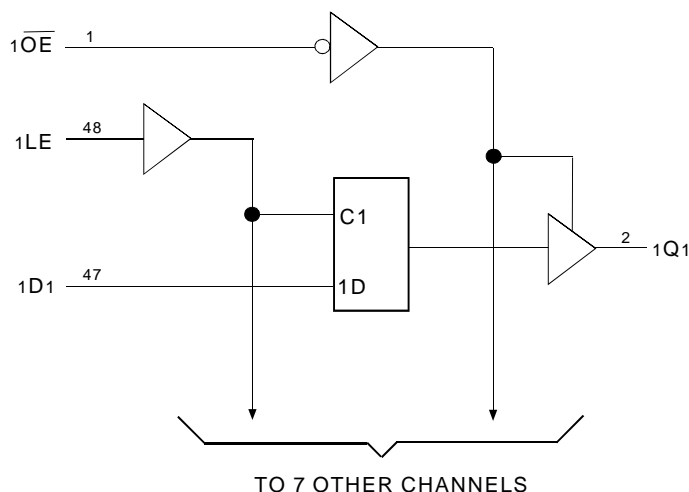 1OE 1
1LE 48
C1
2 1Q1
1D1 47
1D
TO 7 OTHER CHANNELS